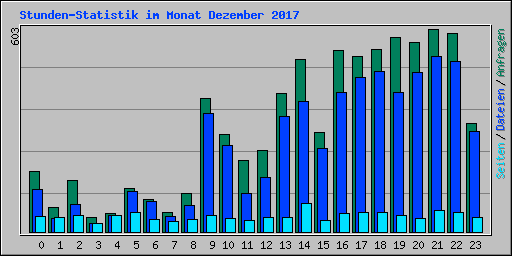 Stunden-Statistik im Monat Dezember 2017
603
Seiten / Dateien / Anfragen
0 1 2 3 4 5 6 7 8 9 10 11 12 13 14 15 16 17 18 19 20 21 22 23